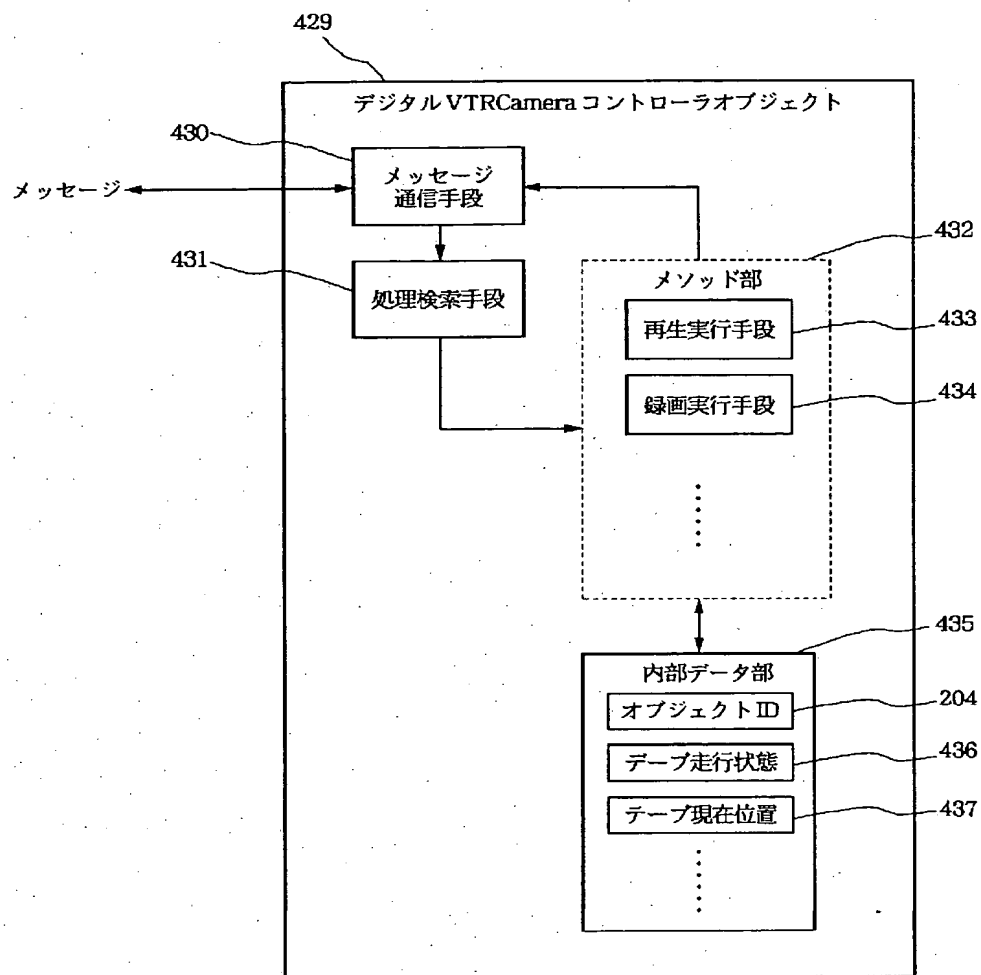 429
デジタルVTRCameraコントローラオブジェクト
430
メッセージ
メッセージ
通信手段
431
処理検索手段
432
メソッド部
再生実行手段
433
録画実行手段
434
435
内部データ部
オブジェクトID
204
デープ走行状態
436
テープ現在位置
437